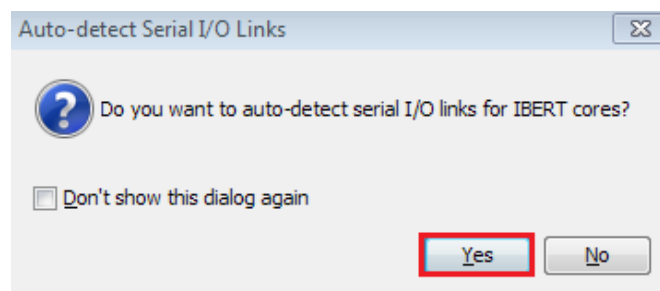 Auto-detect Serial I/O Links
Do you want to auto-detect serial I/O links for IBERT cores?
Don't show this dialog again
Yes No